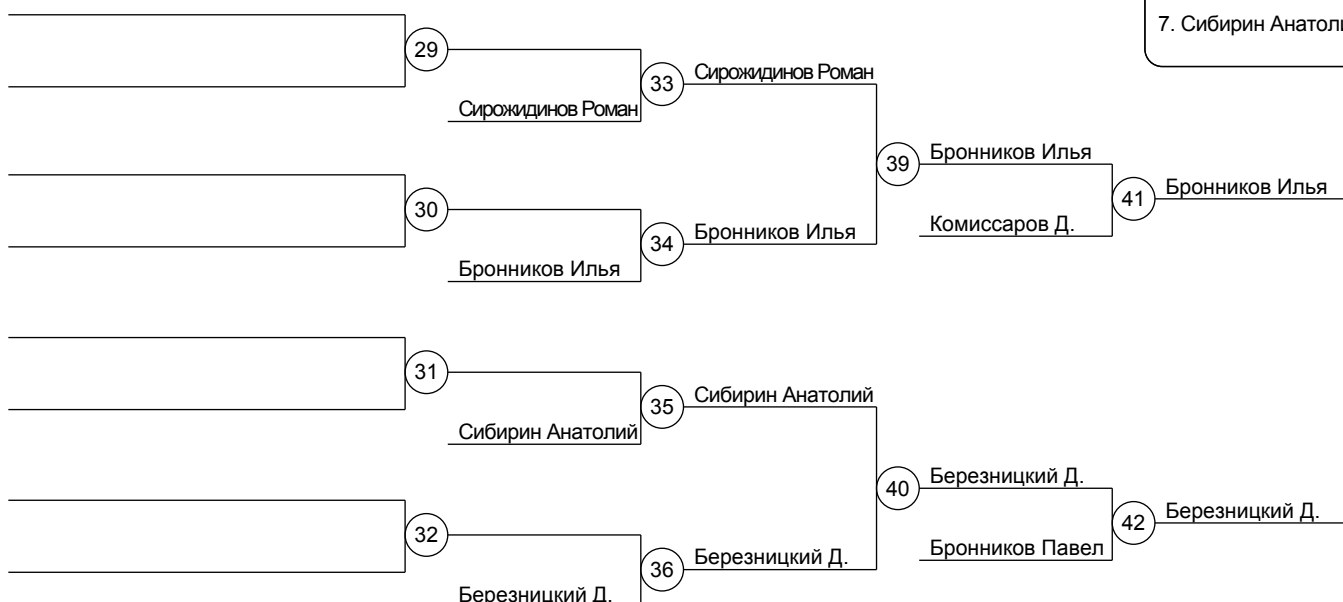 7. Сибирин Анатоли
29
33
Сирожидинов Роман
Сирожидинов Роман
39
Бронников Илья
30
41
Бронников Илья
34
Бронников Илья
Комиссаров Д.
Бронников Илья
31
35
Сибирин Анатолий
Сибирин Анатолий
40
Березницкий Д.
32
42
Березницкий Д.
36
Березницкий Д.
Бронников Павел
Березницкий Д.